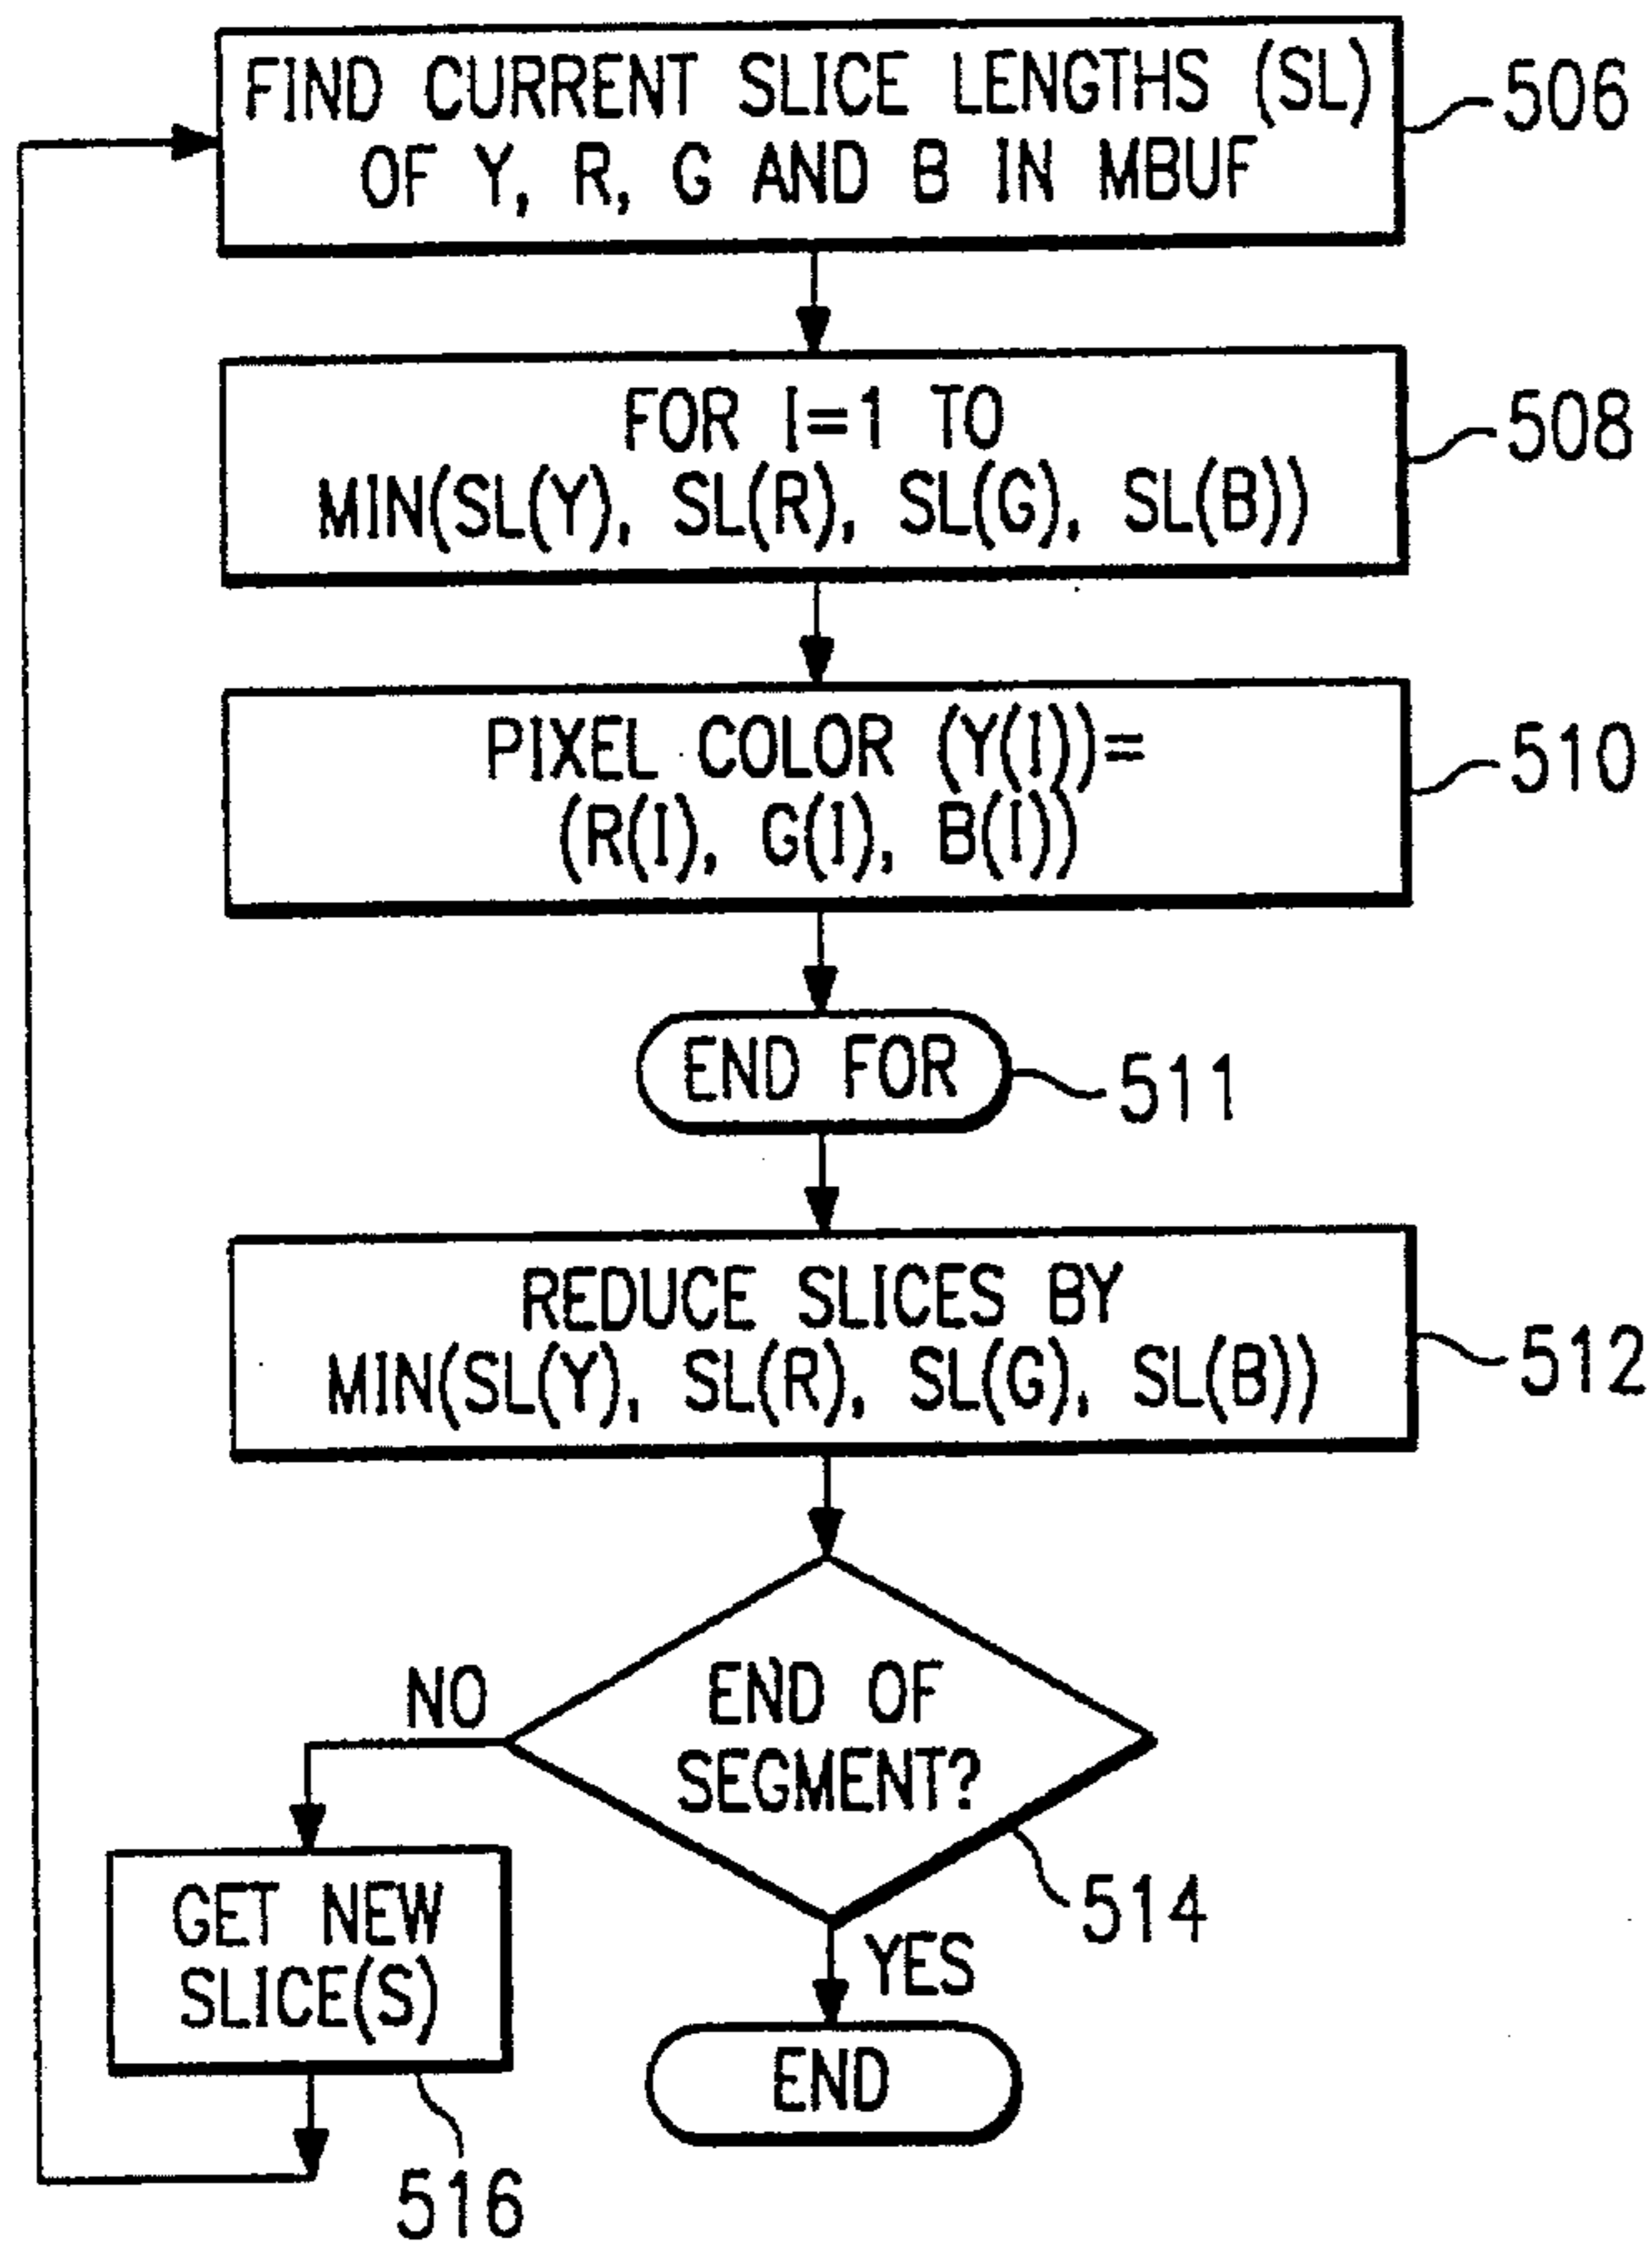 FIND CURRENT SLICE LENGTHS (SL)
OF Y, R, G AND B IN MBUF
506
FOR I=1 TO
MIN(SL(Y), SL(R), SL(G), SL(B))
508
PIXEL COLOR (Y(I))=
(R(I), G(I), B(I))
510
END FOR
511
REDUCE SLICES BY
MIN(SL(Y), SL(R), SL(G), SL(B))
512
END OF
SEGMENT?
514
NO
GET NEW
SLICE(S)
516
YES
END